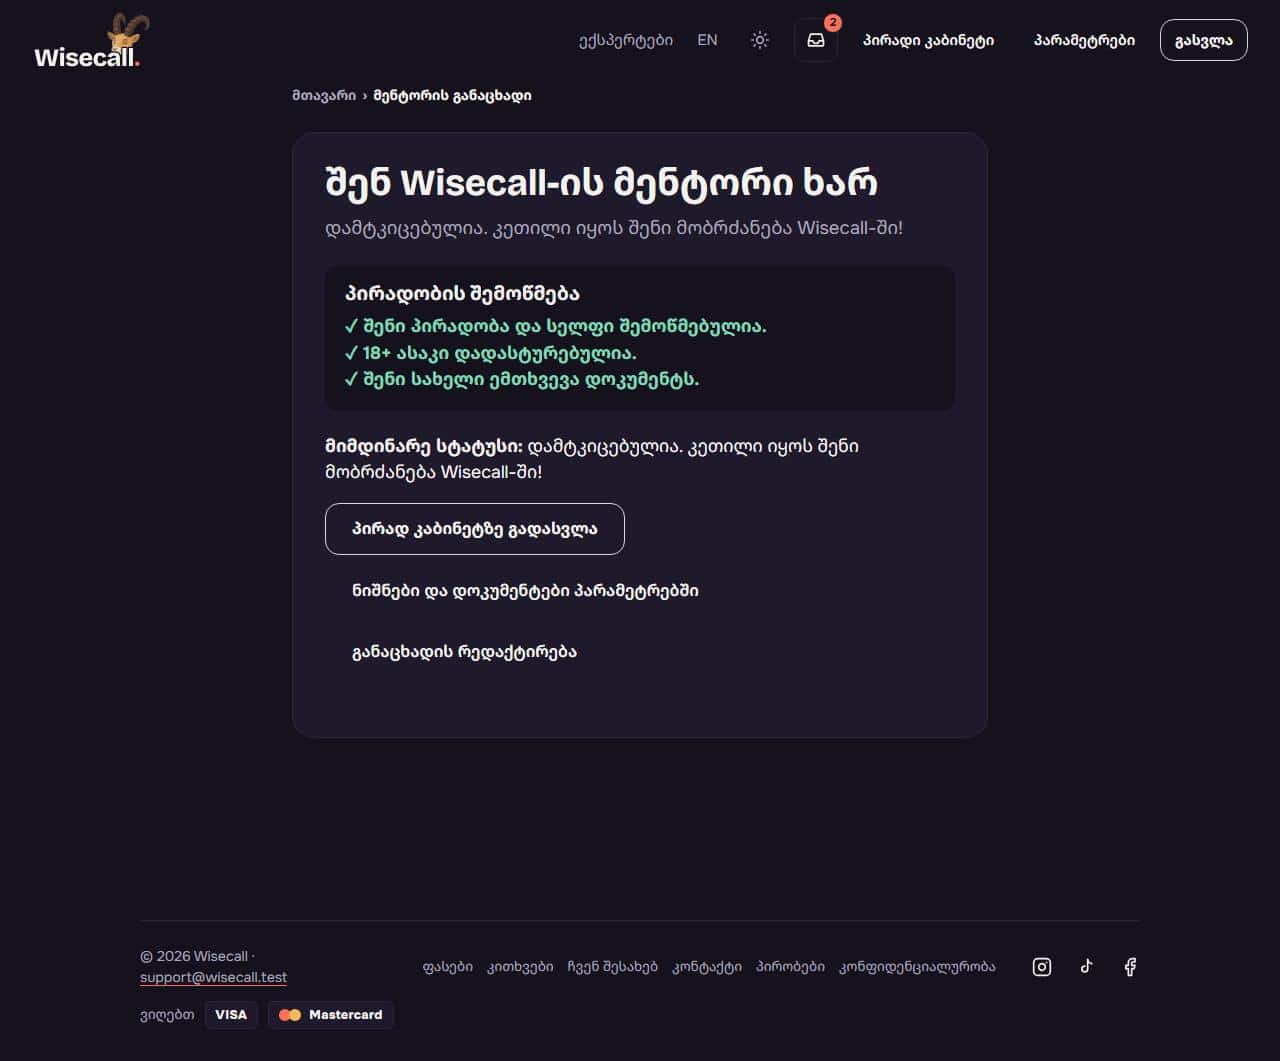 Wisecall.
ექსპერტები EN 2 პირადი კაბინეტი პარამეტრები გასვლა
მთავარი › მენტორის განაცხადი
შენ Wisecall-ის მენტორი ხარ
დამტკიცებულია. კეთილი იყოს შენი მობრძანება Wisecall-ში!
პირადობის შემოწმება
✓ შენი პირადობა და სელფი შემოწმებულია.
✓ 18+ ასაკი დადასტურებულია.
✓ შენი სახელი ემთხვევა დოკუმენტს.
მიმდინარე სტატუსი: დამტკიცებულია. კეთილი იყოს შენი
მობრძანება Wisecall-ში!
პირად კაბინეტზე გადასვლა
ნიშნები და დოკუმენტები პარამეტრებში
განაცხადის რედაქტირება
© 2026 Wisecall ·
support@wisecall.test
ფასები კითხვები ჩვენ შესახებ კონტაქტი პირობები კონფიდენციალურობა
ვიღებთ VISA Mastercard